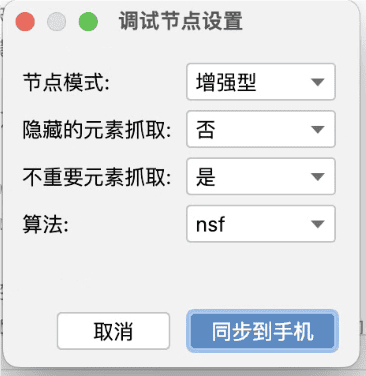 调试节点设置
节点模式: 增强型
隐藏的元素抓取: 否
不重要元素抓取: 是
算法: nsf
取消 同步到手机